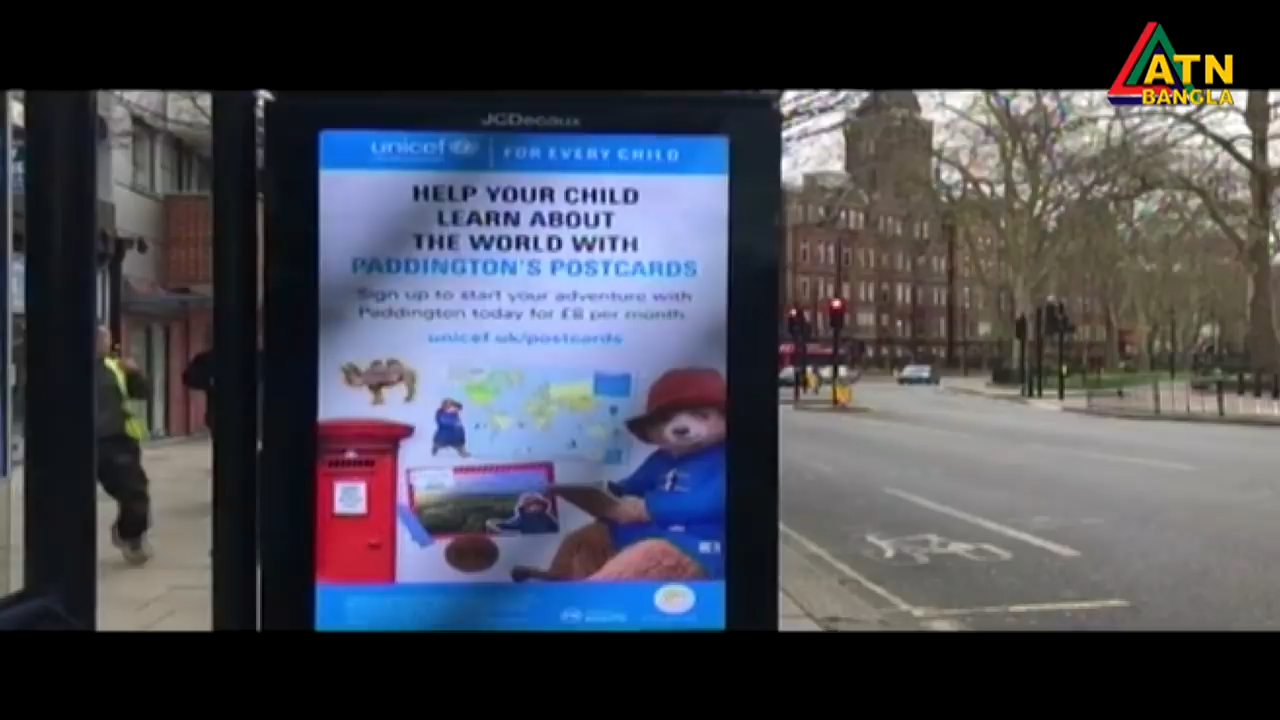 ATN
BANGLA
JCDecaux
unicef | FOR EVERY CHILD
HELP YOUR CHILD
LEARN ABOUT
THE WORLD WITH
PADDINGTON'S POSTCARDS
Sign up to start your adventure with
Paddington today for £8 per month
unicef.uk/postcards